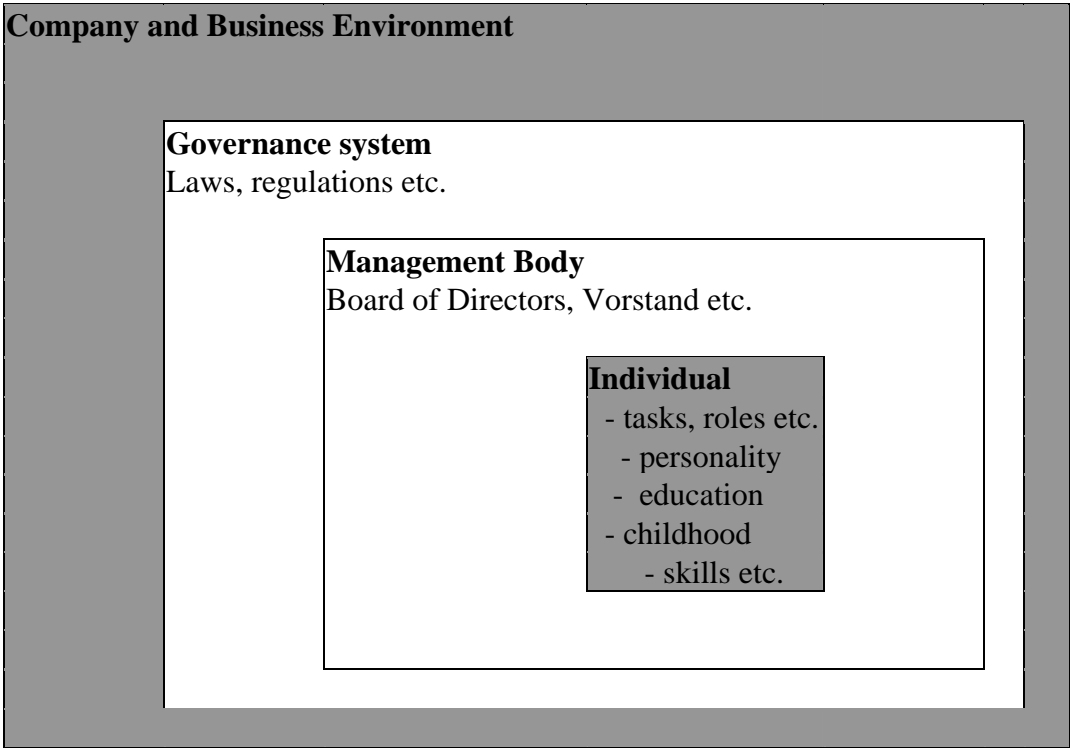 Company and Business Environment
Governance system
Laws, regulations etc.
Management Body
Board of Directors, Vorstand etc.
Individual
- tasks, roles etc.
- personality
- education
- childhood
- skills etc.